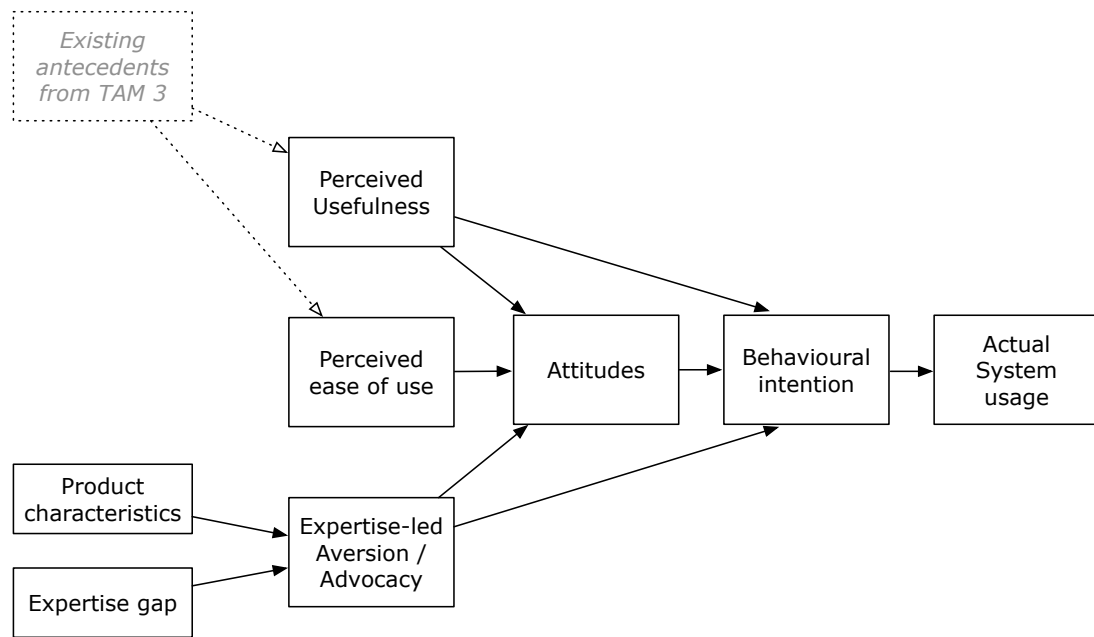 Existing
antecedents
from TAM 3
Perceived
Usefulness
Perceived
ease of use
Attitudes
Behavioural
intention
Actual
System
usage
Product
characteristics
Expertise gap
Expertise-led
Aversion /
Advocacy